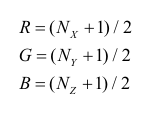 R = (N_X + 1) / 2
G = (N_Y + 1) / 2
B = (N_Z + 1) / 2